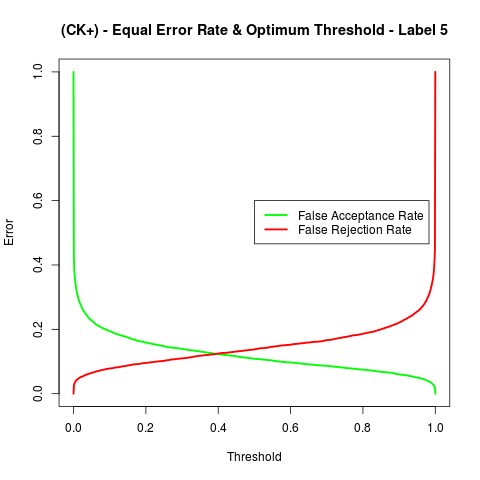 (CK+) - Equal Error Rate & Optimum Threshold - Label 5
Error
1.0
0.8
0.6
0.4
0.2
0.0
False Acceptance Rate
False Rejection Rate
0.0 0.2 0.4 0.6 0.8 1.0
Threshold